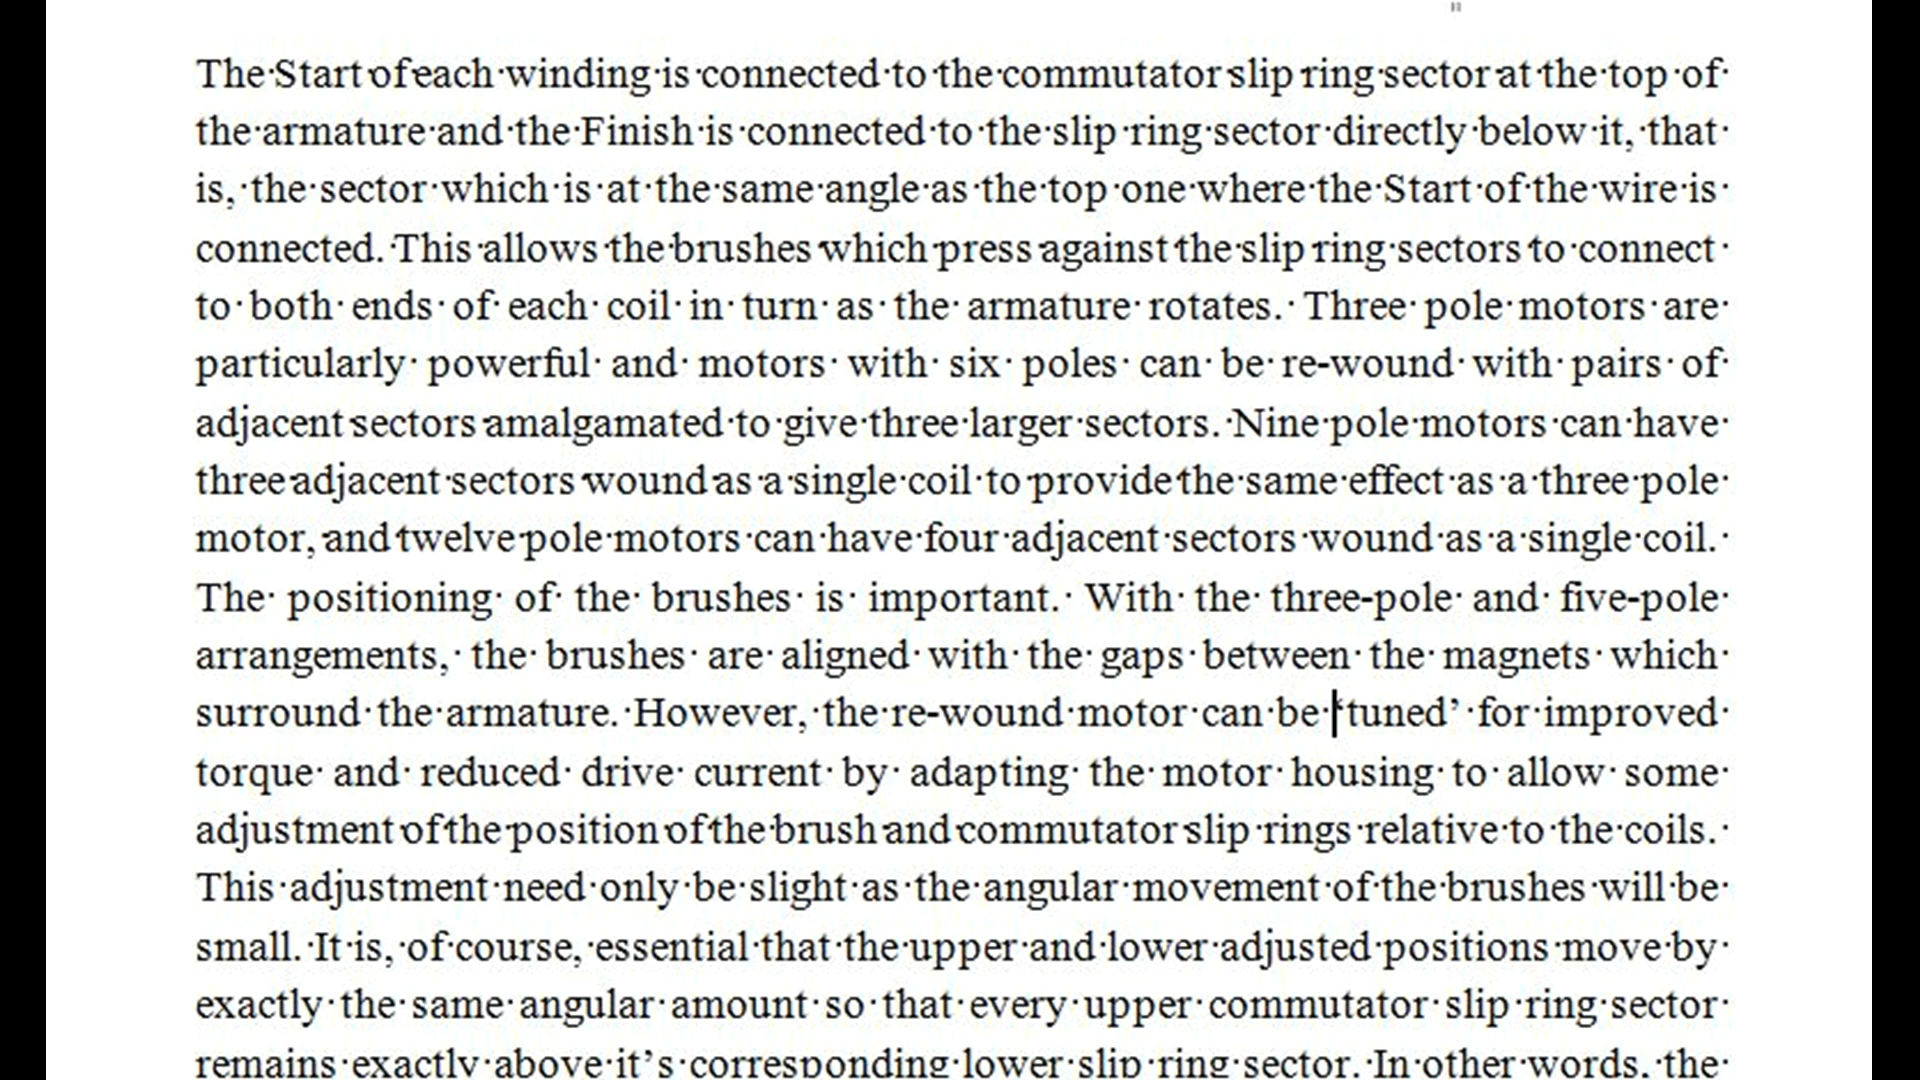 The Start of each winding is connected to the commutator slip ring sector at the top of
the armature and the Finish is connected to the slip ring sector directly below it, that
is, the sector which is at the same angle as the top one where the Start of the wire is
connected. This allows the brushes which press against the slip ring sectors to connect
to both ends of each coil in turn as the armature rotates. Three pole motors are
particularly powerful and motors with six poles can be re-wound with pairs of
adjacent sectors amalgamated to give three larger sectors. Nine pole motors can have
three adjacent sectors wound as a single coil to provide the same effect as a three pole
motor, and twelve pole motors can have four adjacent sectors wound as a single coil.
The positioning of the brushes is important. With the three-pole and five-pole
arrangements, the brushes are aligned with the gaps between the magnets which
surround the armature. However, the re-wound motor can be ‘tuned’ for improved
torque and reduced drive current by adapting the motor housing to allow some
adjustment of the position of the brush and commutator slip rings relative to the coils.
This adjustment need only be slight as the angular movement of the brushes will be
small. It is, of course, essential that the upper and lower adjusted positions move by
exactly the same angular amount so that every upper commutator slip ring sector
remains exactly above it’s corresponding lower slip ring sector. In other words, the